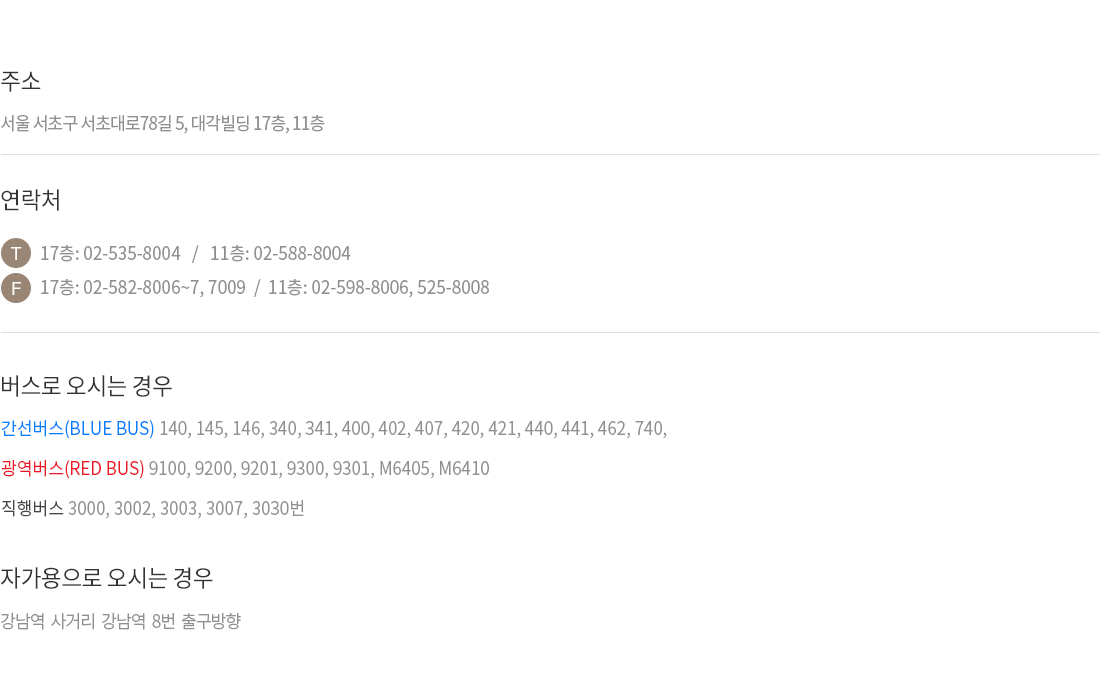 주소
서울 서초구 서초대로78길 5, 대각빌딩 17층, 11층
연락처
T 17층: 02-535-8004 / 11층: 02-588-8004
F 17층: 02-582-8006~7, 7009 / 11층: 02-598-8006, 525-8008
버스로 오시는 경우
간선버스(BLUE BUS) 140, 145, 146, 340, 341, 400, 402, 407, 420, 421, 440, 441, 462, 740,
광역버스(RED BUS) 9100, 9200, 9201, 9300, 9301, M6405, M6410
직행버스 3000, 3002, 3003, 3007, 3030번
자가용으로 오시는 경우
강남역 사거리 강남역 8번 출구방향